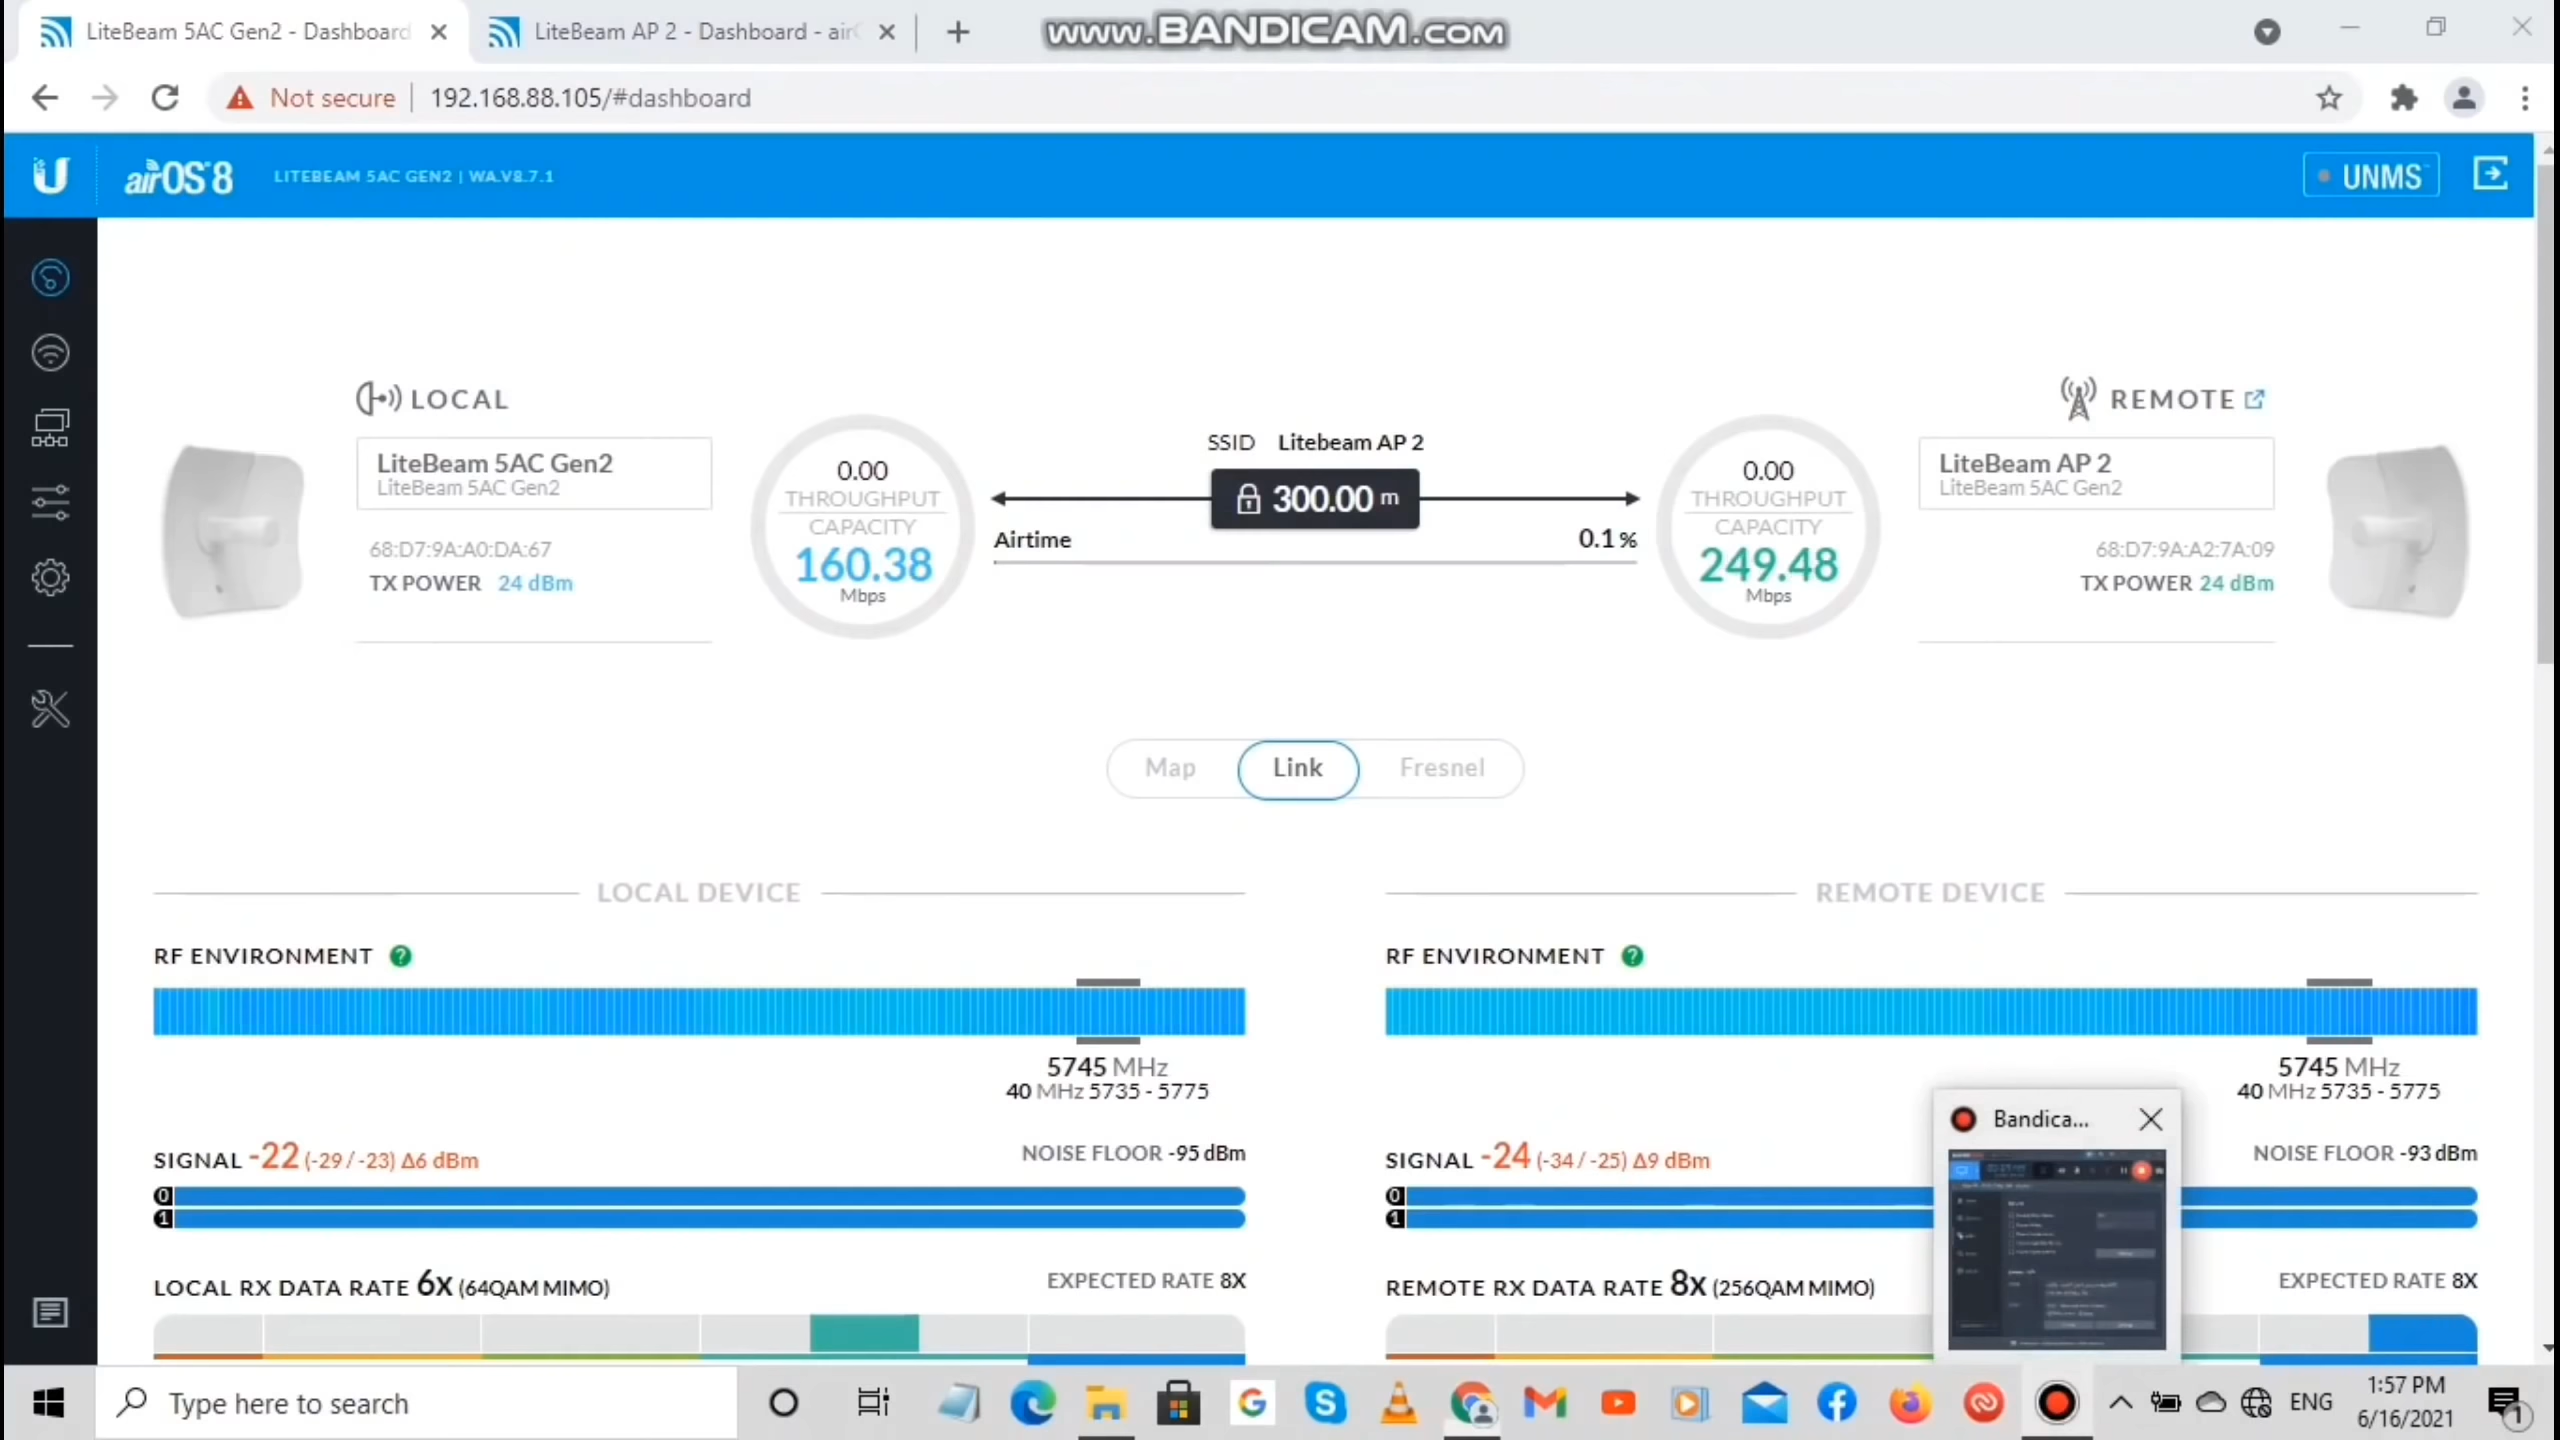 LiteBeam 5AC Gen2 - Dashboard
LiteBeam AP 2 - Dashboard - air
www.BANDICAM.com
Not secure
192.168.88.105/#dashboard
airOS 8
LITEBEAM 5AC GEN2 | WA.V8.7.1
UNMS
LOCAL
LiteBeam 5AC Gen2
LiteBeam 5AC Gen2
68:D7:9A:A0:DA:67
TX POWER 24 dBm
0.00
THROUGHPUT
CAPACITY
160.38
Mbps
SSID Litebeam AP 2
300.00 m
Airtime 0.1 %
0.00
THROUGHPUT
CAPACITY
249.48
Mbps
REMOTE
LiteBeam AP 2
LiteBeam 5AC Gen2
68:D7:9A:A2:7A:09
TX POWER 24 dBm
Map Link Fresnel
LOCAL DEVICE
RF ENVIRONMENT ?
5745 MHz
40 MHz 5735 - 5775
SIGNAL -22 (-29 / -23) Δ6 dBm
NOISE FLOOR -95 dBm
0
1
LOCAL RX DATA RATE 6X (64QAM MIMO)
EXPECTED RATE 8X
REMOTE DEVICE
RF ENVIRONMENT ?
5745 MHz
40 MHz 5735 - 5775
SIGNAL -24 (-34 / -25) Δ9 dBm
NOISE FLOOR -93 dBm
0
1
REMOTE RX DATA RATE 8X (256QAM MIMO)
EXPECTED RATE 8X
Bandica...
Type here to search
ENG
1:57 PM
6/16/2021
1